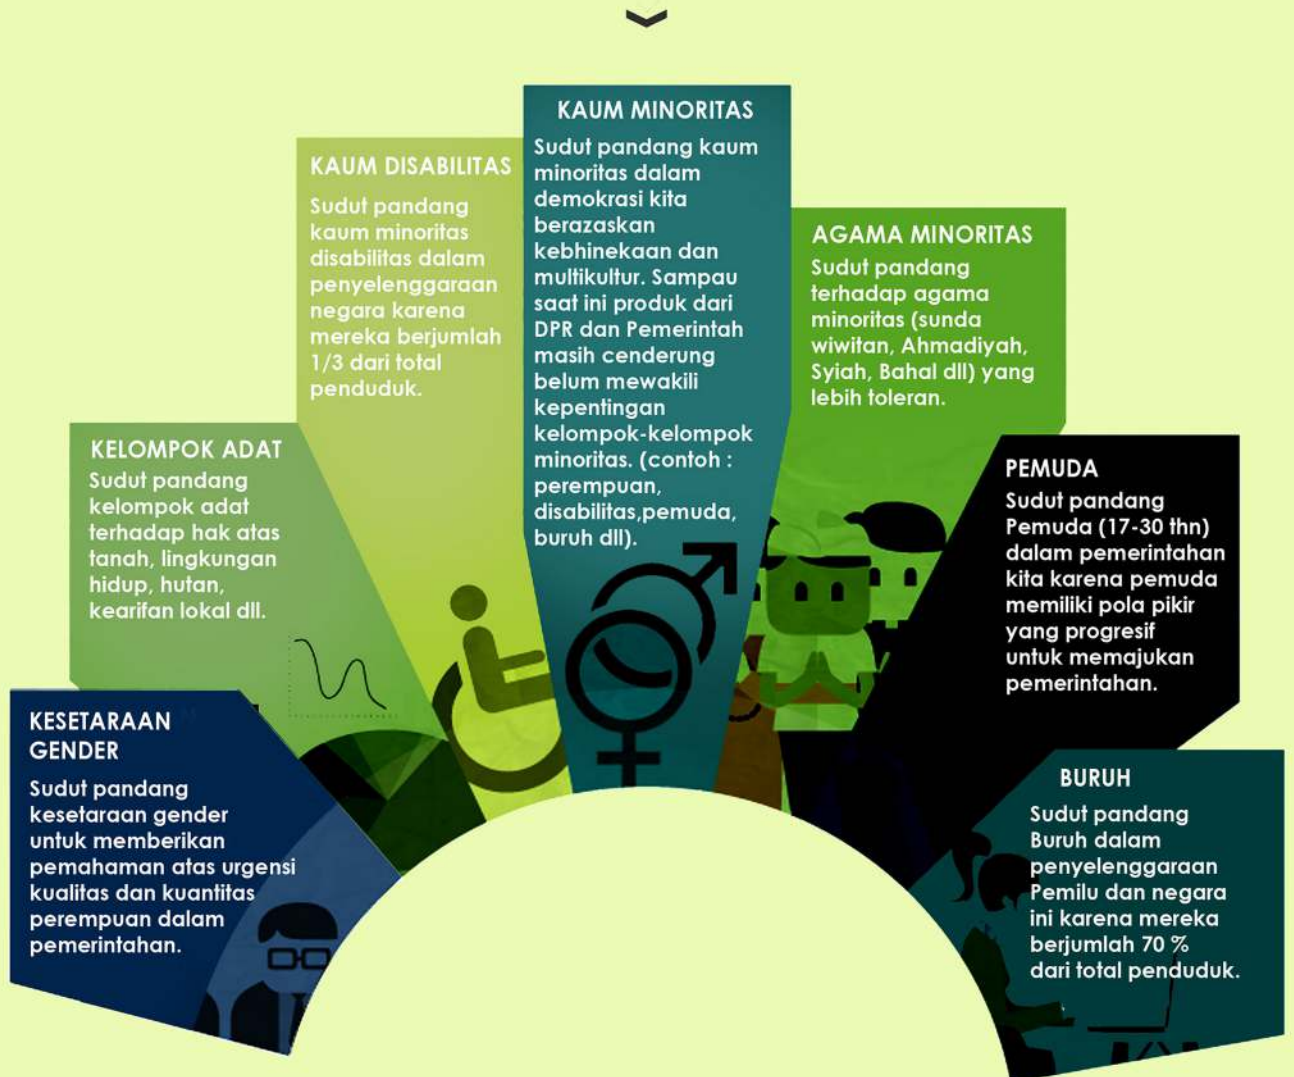 KESETARAAN
GENDER
Sudut pandang
kesetaraan gender
untuk memberikan
pemahaman atas urgensi
kualitas dan kuantitas
perempuan dalam
pemerintahan.
KELOMPOK ADAT
Sudut pandang
kelompok adat
terhadap hak atas
tanah, lingkungan
hidup, hutan,
kearifan lokal dll.
KAUM DISABILITAS
Sudut pandang
kaum minoritas
disabilitas dalam
penyelenggaraan
negara karena
mereka berjumlah
1/3 dari total
penduduk.
KAUM MINORITAS
Sudut pandang kaum
minoritas dalam
demokrasi kita
berazaskan
kebhinekaan dan
multikultur. Sampau
saat ini produk dari
DPR dan Pemerintah
masih cenderung
belum mewakili
kepentingan
kelompok-kelompok
minoritas. (contoh :
perempuan,
disabilitas,pemuda,
buruh dll).
AGAMA MINORITAS
Sudut pandang
terhadap agama
minoritas (sunda
wiwitan, Ahmadiyah,
Syiah, Bahal dll) yang
lebih toleran.
PEMUDA
Sudut pandang
Pemuda (17-30 thn)
dalam pemerintahan
kita karena pemuda
memiliki pola pikir
yang progresif
untuk memajukan
pemerintahan.
BURUH
Sudut pandang
Buruh dalam
penyelenggaraan
Pemilu dan negara
ini karena mereka
berjumlah 70 %
dari total penduduk.